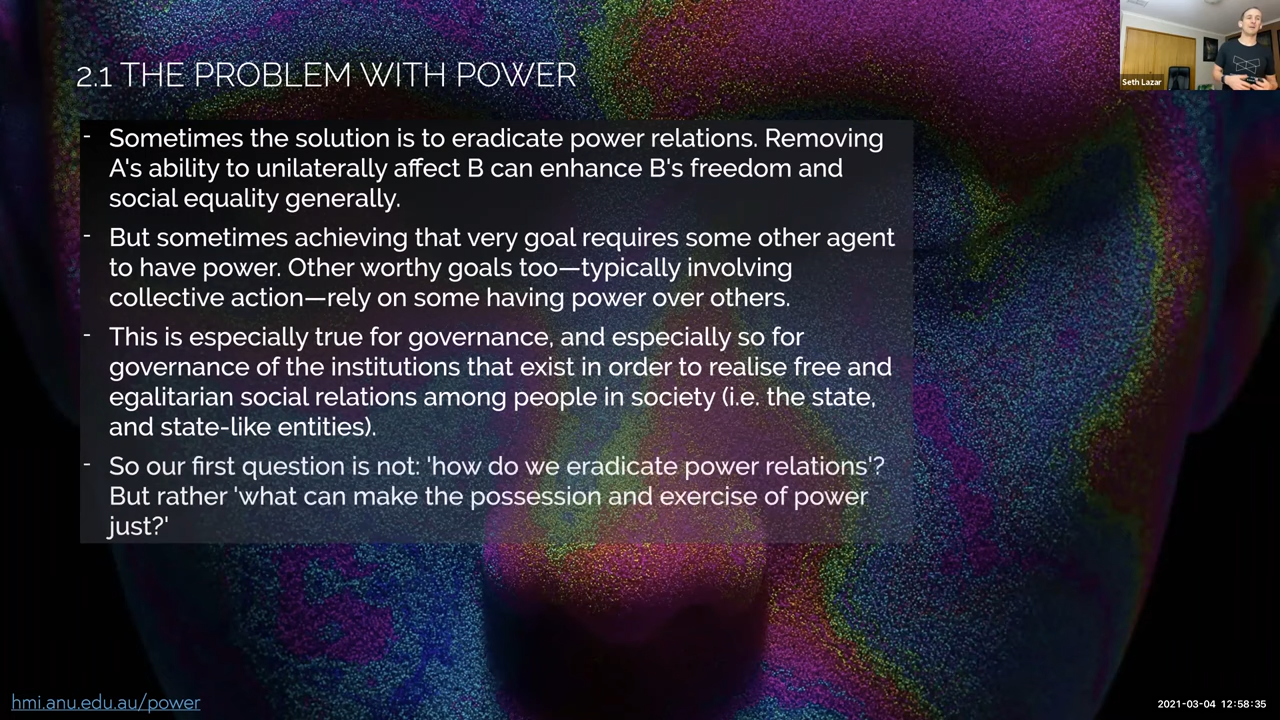 Seth Lazar
2.1 THE PROBLEM WITH POWER
- Sometimes the solution is to eradicate power relations. Removing
A's ability to unilaterally affect B can enhance B's freedom and
social equality generally.
- But sometimes achieving that very goal requires some other agent
to have power. Other worthy goals too—typically involving
collective action—rely on some having power over others.
- This is especially true for governance, and especially so for
governance of the institutions that exist in order to realise free and
egalitarian social relations among people in society (i.e. the state,
and state-like entities).
- So our first question is not: 'how do we eradicate power relations'?
But rather 'what can make the possession and exercise of power
just?'
hmi.anu.edu.au/power
2021-03-04 12:58:35